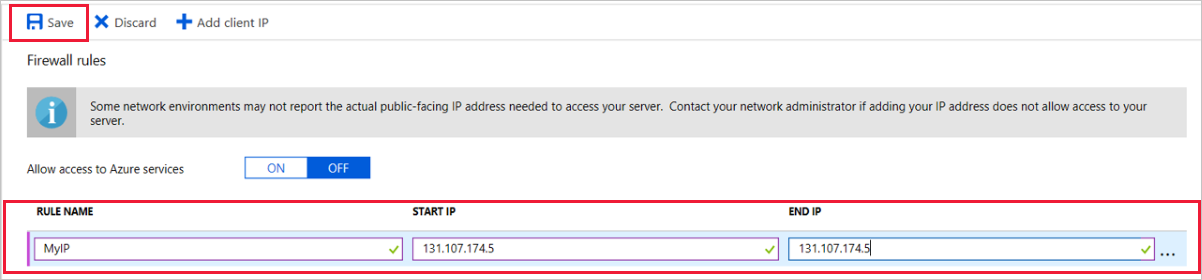 Save Discard Add client IP
Firewall rules
Some network environments may not report the actual public-facing IP address needed to access your server. Contact your network administrator if adding your IP address does not allow access to your
server.
Allow access to Azure services ON OFF
RULE NAME START IP END IP
MyIP 131.107.174.5 131.107.174.5 ...